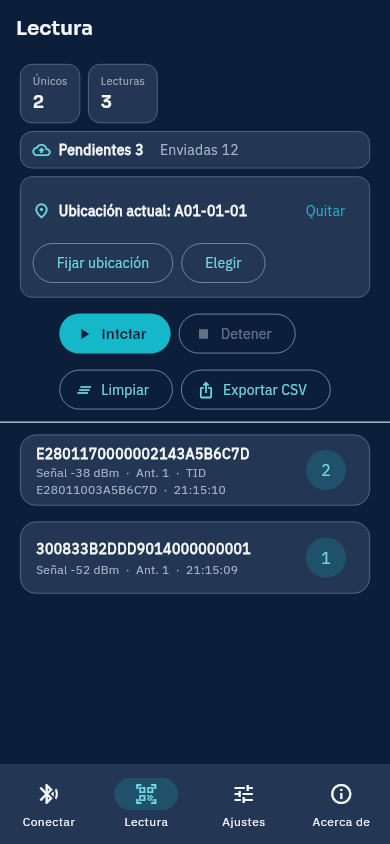 Lectura
Únicos
2
Lecturas
3
Pendientes 3 Enviadas 12
Ubicación actual: A01-01-01 Quitar
Fijar ubicación Elegir
Iniciar Detener
Limpiar Exportar CSV
E2801170000002143A5B6C7D
Señal -38 dBm · Ant. 1 · TID
E28011003A5B6C7D · 21:15:10
2
300833B2DDD9014000000001
Señal -52 dBm · Ant. 1 · 21:15:09
1
Conectar Lectura Ajustes Acerca de